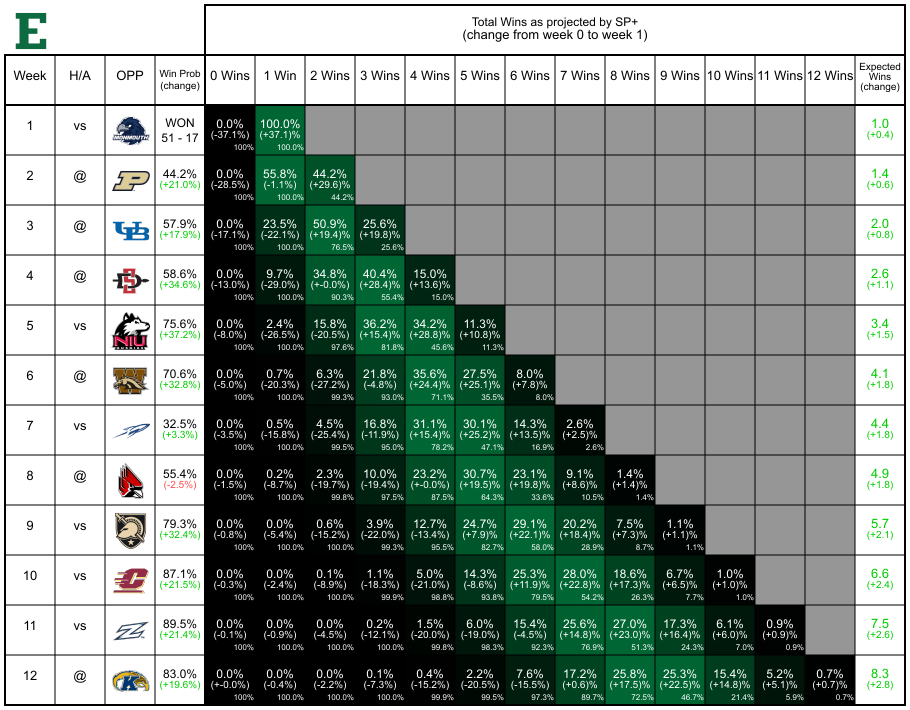 E
Total Wins as projected by SP+
(change from week 0 to week 1)
Week H/A OPP Win Prob (change) 0 Wins 1 Win 2 Wins 3 Wins 4 Wins 5 Wins 6 Wins 7 Wins 8 Wins 9 Wins 10 Wins 11 Wins 12 Wins Expected Wins (change)
1 vs MONMOUTH WON 0.0% 100.0% 1.0
51 - 17 (-37.1%) (+37.1)% (+0.4)
100% 100.0%
2 @ P 44.2% 0.0% 55.8% 44.2% 1.4
(+21.0%) (-28.5%) (-1.1%) (+29.6)% (+0.6)
100% 100.0% 44.2%
3 @ UB 57.9% 0.0% 23.5% 50.9% 25.6% 2.0
(+17.9%) (-17.1%) (-22.1%) (+19.4)% (+19.8)% (+0.8)
100% 100.0% 76.5% 25.6%
4 @ SD 58.6% 0.0% 9.7% 34.8% 40.4% 15.0% 2.6
(+34.6%) (-13.0%) (-29.0%) (+-0.0%) (+28.4)% (+13.6)% (+1.1)
100% 100.0% 90.3% 55.4% 15.0%
5 vs NIU 75.6% 0.0% 2.4% 15.8% 36.2% 34.2% 11.3% 3.4
(+37.2%) (-8.0%) (-26.5%) (-20.5%) (+15.4)% (+28.8)% (+10.8)% (+1.5)
100% 100.0% 97.6% 81.8% 45.6% 11.3%
6 @ W 70.6% 0.0% 0.7% 6.3% 21.8% 35.6% 27.5% 8.0% 4.1
(+32.8%) (-5.0%) (-20.3%) (-27.2%) (-4.8%) (+24.4)% (+25.1)% (+7.8)% (+1.8)
100% 100.0% 99.3% 93.0% 71.1% 35.5% 8.0%
7 vs 32.5% 0.0% 0.5% 4.5% 16.8% 31.1% 30.1% 14.3% 2.6% 4.4
(+3.3%) (-3.5%) (-15.8%) (-25.4%) (-11.9%) (+15.4)% (+25.2)% (+13.5)% (+2.5)% (+1.8)
100% 100.0% 99.5% 95.0% 78.2% 47.1% 16.9% 2.6%
8 @ 55.4% 0.0% 0.2% 2.3% 10.0% 23.2% 30.7% 23.1% 9.1% 1.4% 4.9
(-2.5%) (-1.5%) (-8.7%) (-19.7%) (-19.4%) (+-0.0%) (+19.5)% (+19.8)% (+8.6)% (+1.4)% (+1.8)
100% 100.0% 99.8% 97.5% 87.5% 64.3% 33.6% 10.5% 1.4%
9 vs 79.3% 0.0% 0.0% 0.6% 3.9% 12.7% 24.7% 29.1% 20.2% 7.5% 1.1% 5.7
(+32.4%) (-0.8%) (-5.4%) (-15.2%) (-22.0%) (-13.4%) (+7.9)% (+22.1)% (+18.4)% (+7.3)% (+1.1)% (+2.1)
100% 100.0% 100.0% 99.3% 95.5% 82.7% 58.0% 28.9% 8.7% 1.1%
10 vs C 87.1% 0.0% 0.0% 0.1% 1.1% 5.0% 14.3% 25.3% 28.0% 18.6% 6.7% 1.0% 6.6
(+21.5%) (-0.3%) (-2.4%) (-8.9%) (-18.3%) (-21.0%) (-8.6%) (+11.9)% (+22.8)% (+17.3)% (+6.5)% (+1.0)% (+2.4)
100% 100.0% 100.0% 99.9% 98.8% 93.8% 79.5% 54.2% 26.3% 7.7% 1.0%
11 vs Z 89.5% 0.0% 0.0% 0.0% 0.2% 1.5% 6.0% 15.4% 25.6% 27.0% 17.3% 6.1% 0.9% 7.5
(+21.4%) (-0.1%) (-0.9%) (-4.5%) (-12.1%) (-20.0%) (-19.0%) (-4.5%) (+14.8)% (+23.0)% (+16.4)% (+6.0)% (+0.9)% (+2.6)
100% 100.0% 100.0% 100.0% 99.8% 98.3% 92.3% 76.9% 51.3% 24.3% 7.0% 0.9%
12 @ K 83.0% 0.0% 0.0% 0.0% 0.1% 0.4% 2.2% 7.6% 17.2% 25.8% 25.3% 15.4% 5.2% 0.7% 8.3
(+19.6%) (+-0.0%) (-0.4%) (-2.2%) (-7.3%) (-15.2%) (-20.5%) (-15.5%) (+0.6)% (+17.5)% (+22.5)% (+14.8)% (+5.1)% (+0.7)% (+2.8)
100% 100.0% 100.0% 100.0% 99.9% 99.5% 97.3% 89.7% 72.5% 46.7% 21.4% 5.9% 0.7%